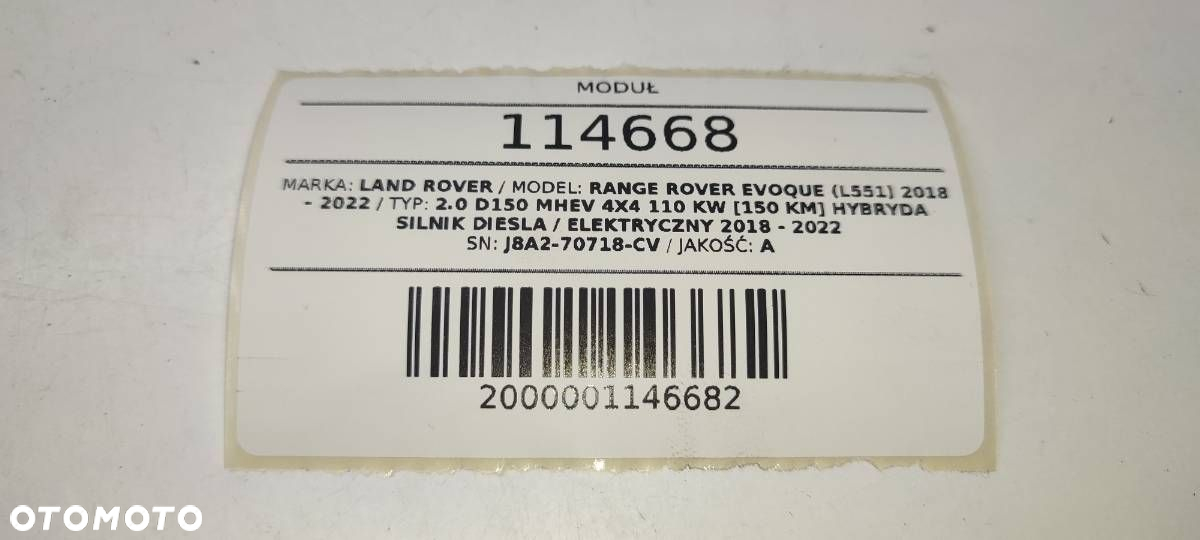 MODUŁ
114668
MARKA: LAND ROVER / MODEL: RANGE ROVER EVOQUE (L551) 2018
- 2022 / TYP: 2.0 D150 MHEV 4X4 110 KW [150 KM] HYBRYDA
SILNIK DIESLA / ELEKTRYCZNY 2018 - 2022
SN: J8A2-70718-CV / JAKOŚĆ: A
2000001146682
OTOMOTO